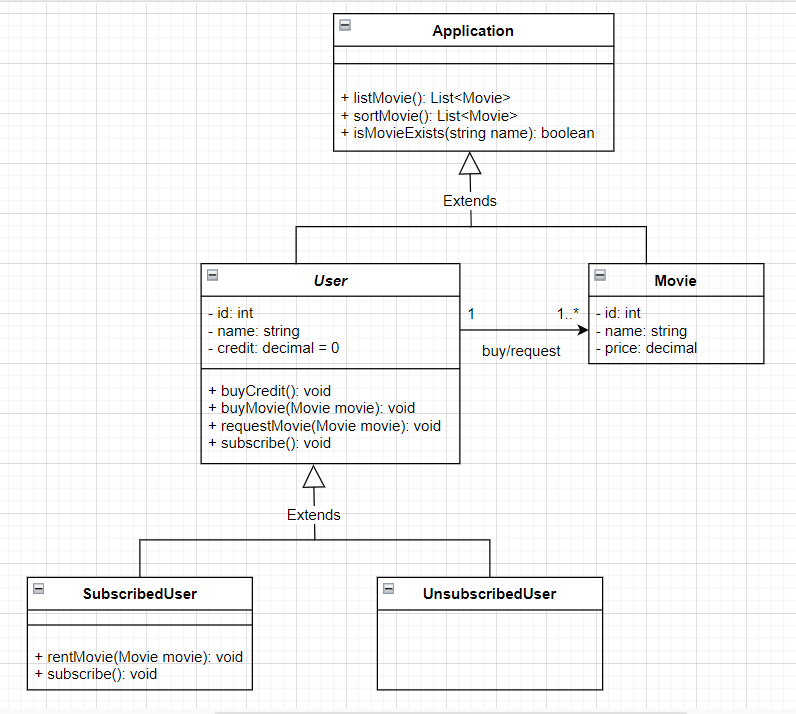 Application
+ listMovie(): List<Movie>
+ sortMovie(): List<Movie>
+ isMovieExists(string name): boolean
Extends
User
- id: int
- name: string
- credit: decimal = 0
+ buyCredit(): void
+ buyMovie(Movie movie): void
+ requestMovie(Movie movie): void
+ subscribe(): void
1
1..*
buy/request
Movie
- id: int
- name: string
- price: decimal
Extends
SubscribedUser
+ rentMovie(Movie movie): void
+ subscribe(): void
UnsubscribedUser